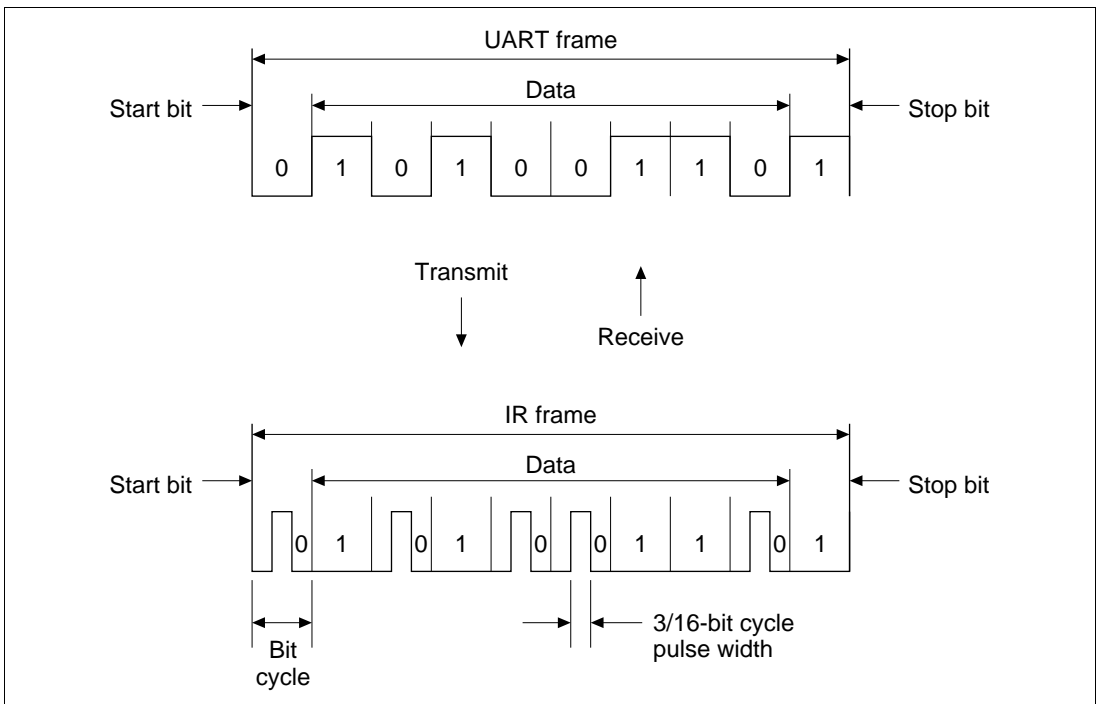 UART frame
Start bit
Data
Stop bit
0 1 0 1 0 0 1 1 0 1
Transmit
Receive
IR frame
Start bit
Data
Stop bit
0 1 0 1 0 0 1 1 0 1
Bit
cycle
3/16-bit cycle
pulse width